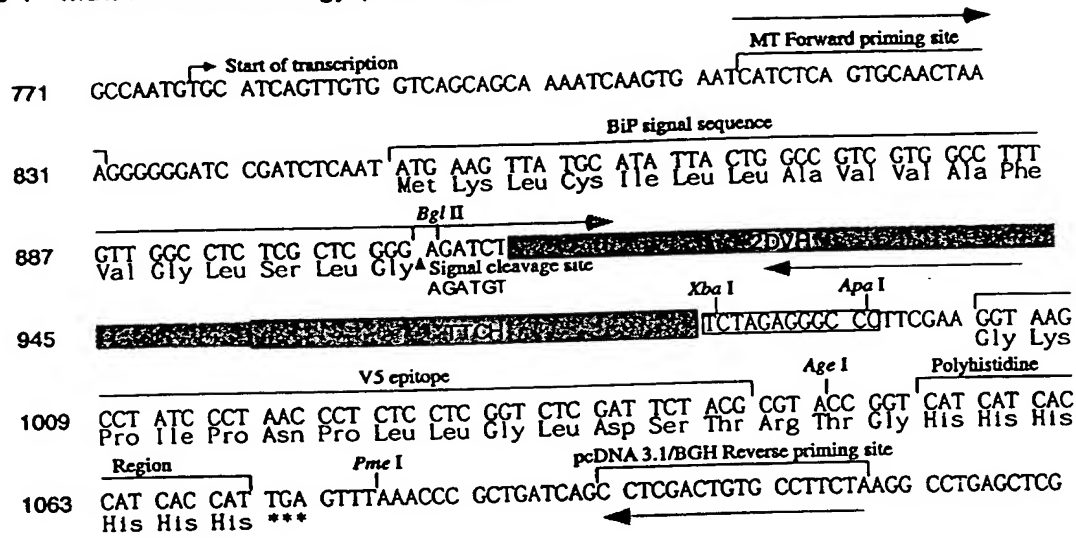 MT Forward priming site
Start of transcription
771 GCCAATGTGC ATCAGTTGTG GTCAGCAGCA AAATCAAGTG AATCATCTCA GTGCAACTAA
BiP signal sequence
831 AGGGGGGATC CGATCTCAAT ATG AAG TTA TGC ATA TTA CTG GCC GTC GTG GCC TTT
Met Lys Leu Cys Ile Leu Leu Ala Val Val Ala Phe
Bgl II
887 GTT GGC CTC TCG CTC GGG AGATCT 2DVH
Val Gly Leu Ser Leu Gly Signal cleavage site
AGATGT
Xba I Apa I
945 TCTAGAGGGC CC TTCGAA GGT AAG
Gly Lys
V5 epitope Age I Polyhistidine
1009 CCT ATC CCT AAC CCT CTC CTC GGT CTC GAT TCT ACG CGT ACC GGT CAT CAT CAC
Pro Ile Pro Asn Pro Leu Leu Gly Leu Asp Ser Thr Arg Thr Gly His His His
Region Pme I pcDNA 3.1/BGH Reverse priming site
1063 CAT CAC CAT TGA GTTTAAACCC GCTGATCAGC CTCGACTGTG CCTTCTAAGG CCTGAGCTCG
His His His ***